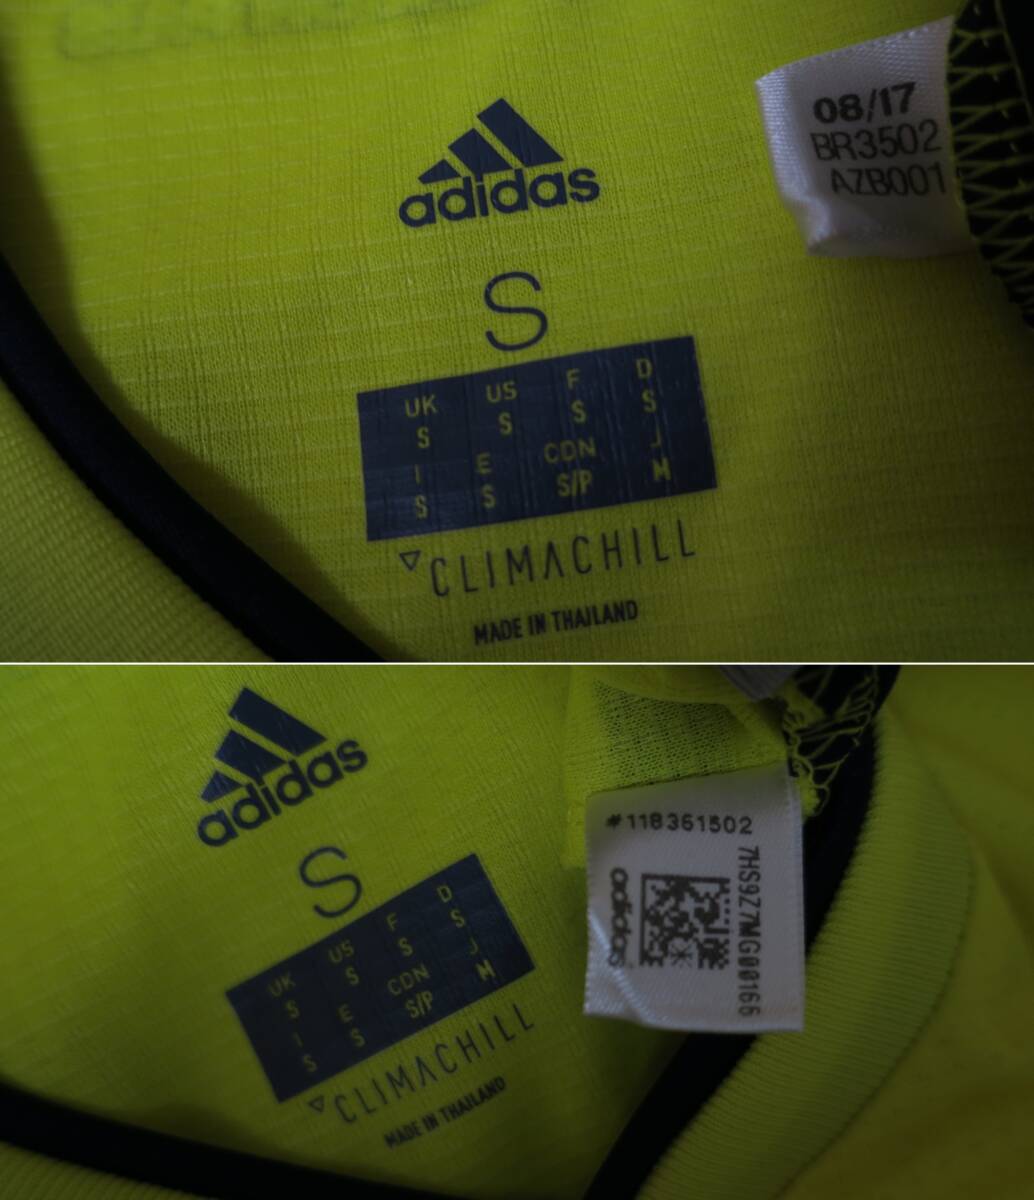 adidas
S
UK US F D
S S S S
I E CDN J
S S S/P M
CLIMACHILL
MADE IN THAILAND
08/17
BR3502
AZB001
adidas
S
UK US F D
S S S S
I E CDN J
S S S/P M
CLIMACHILL
MADE IN THAILAND
#118361502
7HS9Z7MG00166
adidas